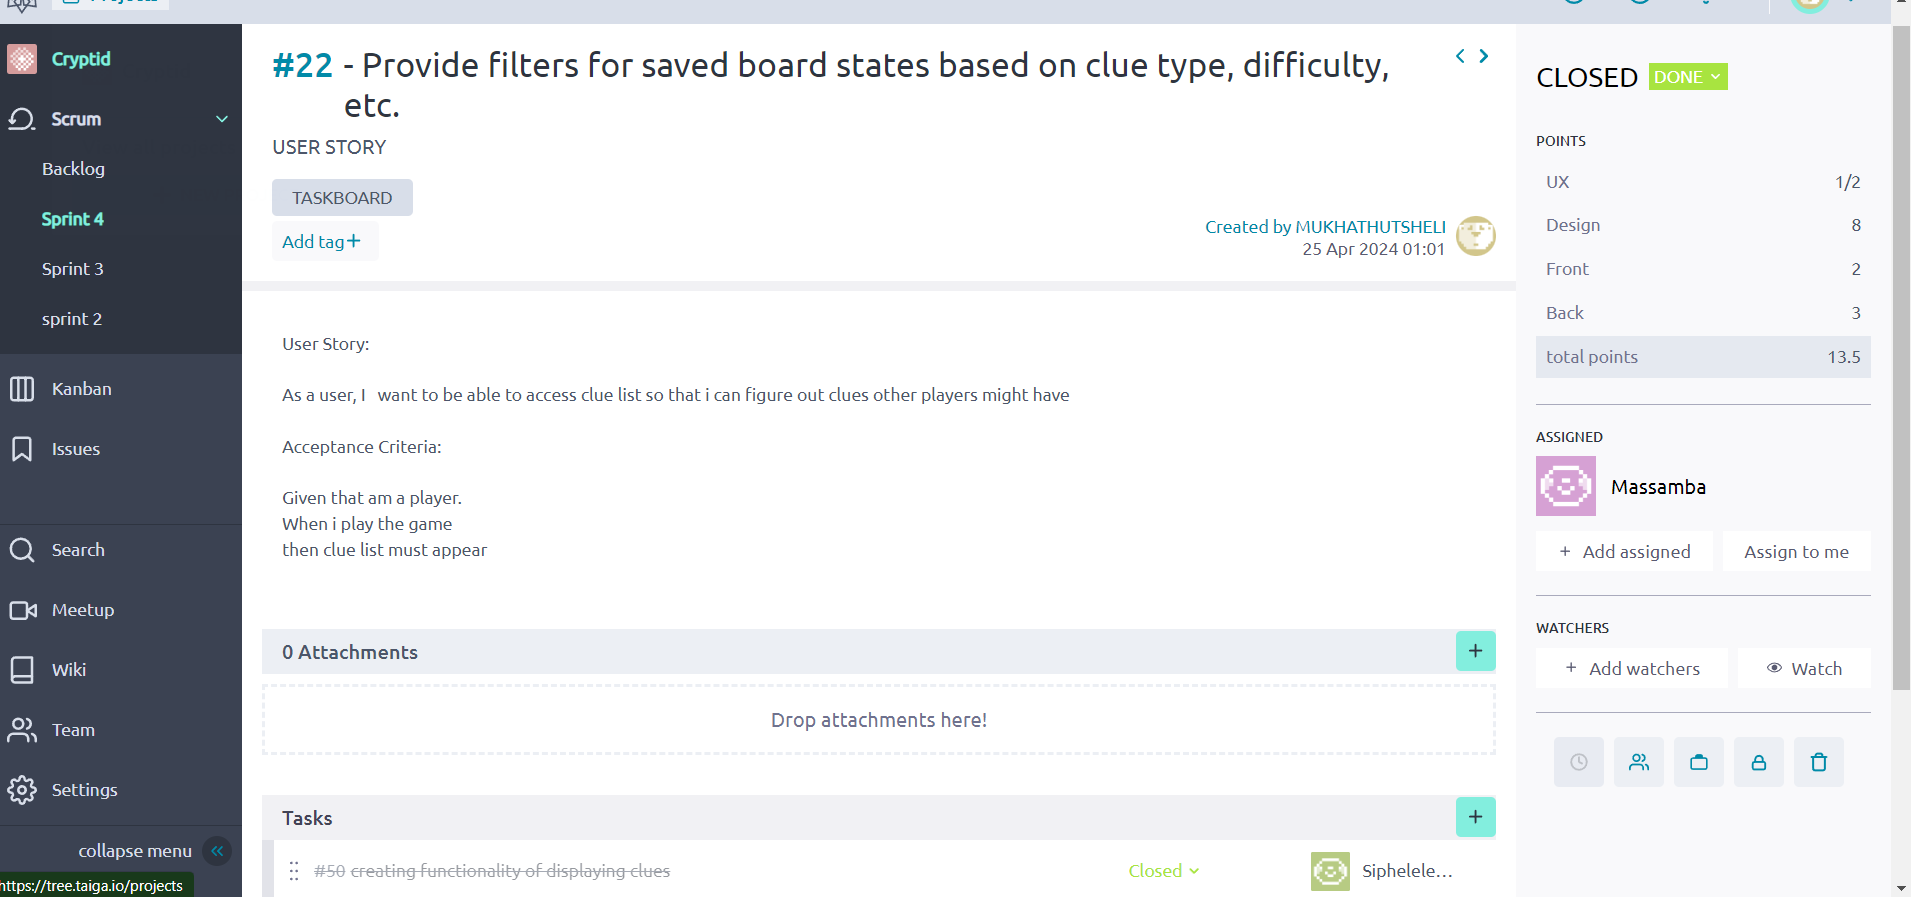 Cryptid
Scrum
Backlog
Sprint 4
Sprint 3
sprint 2
Kanban
Issues
Search
Meetup
Wiki
Team
Settings
collapse menu
https://tree.taiga.io/projects
#22 - Provide filters for saved board states based on clue type, difficulty,
etc.
USER STORY
TASKBOARD
Add tag+
Created by MUKHATHUTSHELI
25 Apr 2024 01:01
User Story:
As a user, I want to be able to access clue list so that i can figure out clues other players might have
Acceptance Criteria:
Given that am a player.
When i play the game
then clue list must appear
0 Attachments
Drop attachments here!
Tasks
#50 creating functionality of displaying clues
Closed
Siphelele...
CLOSED DONE
POINTS
UX 1/2
Design 8
Front 2
Back 3
total points 13.5
ASSIGNED
Massamba
+ Add assigned
Assign to me
WATCHERS
+ Add watchers
Watch